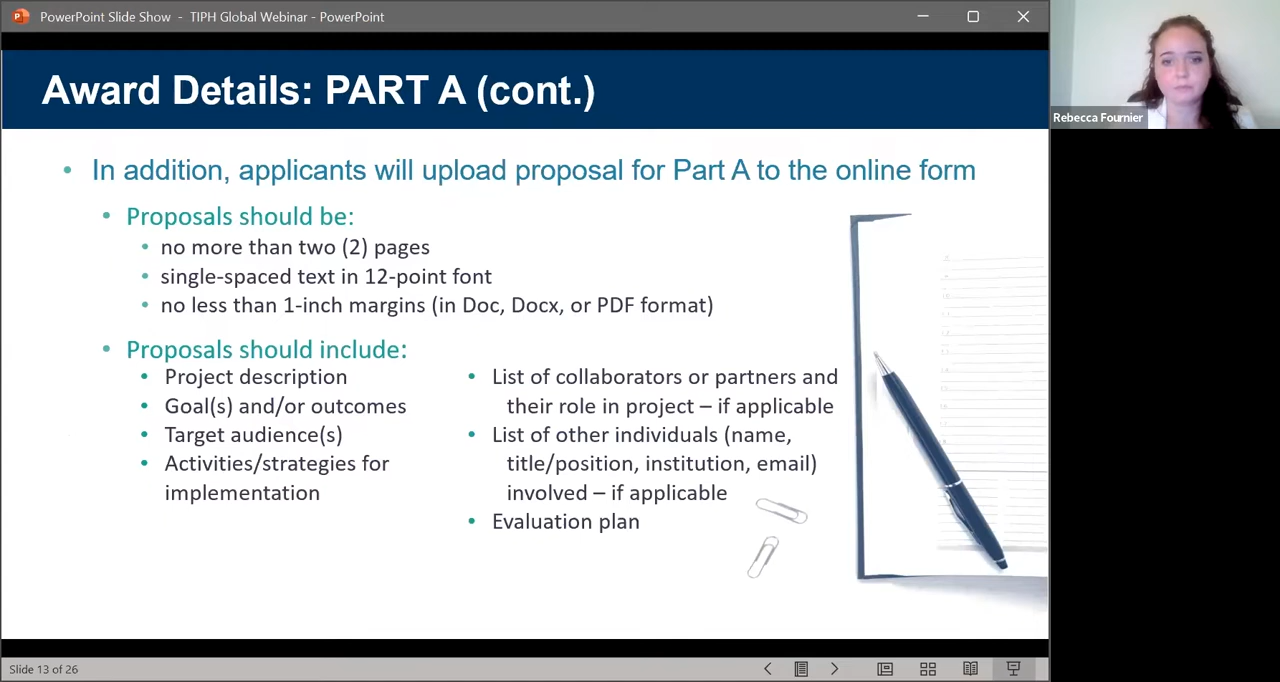 PowerPoint Slide Show - TIPH Global Webinar - PowerPoint
Rebecca Fournier
Award Details: PART A (cont.)
• In addition, applicants will upload proposal for Part A to the online form
• Proposals should be:
• no more than two (2) pages
• single-spaced text in 12-point font
• no less than 1-inch margins (in Doc, Docx, or PDF format)
• Proposals should include:
• Project description
• Goal(s) and/or outcomes
• Target audience(s)
• Activities/strategies for
implementation
• List of collaborators or partners and
their role in project – if applicable
• List of other individuals (name,
title/position, institution, email)
involved – if applicable
• Evaluation plan
Slide 13 of 26